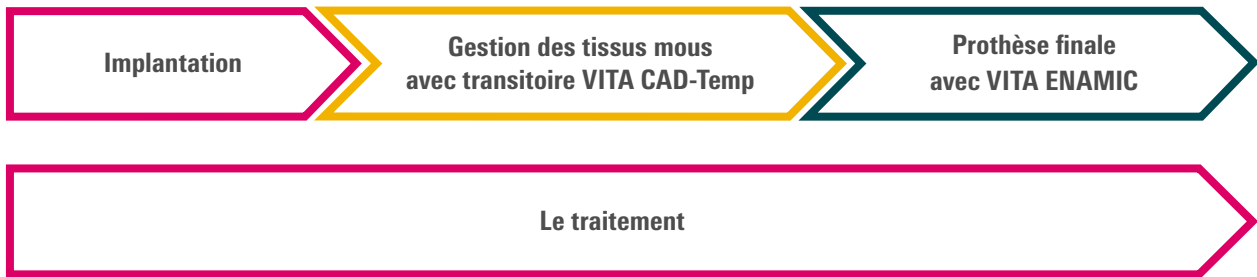 Implantation
Gestion des tissus mous
avec transitoire VITA CAD-Temp
Prothèse finale
avec VITA ENAMIC
Le traitement